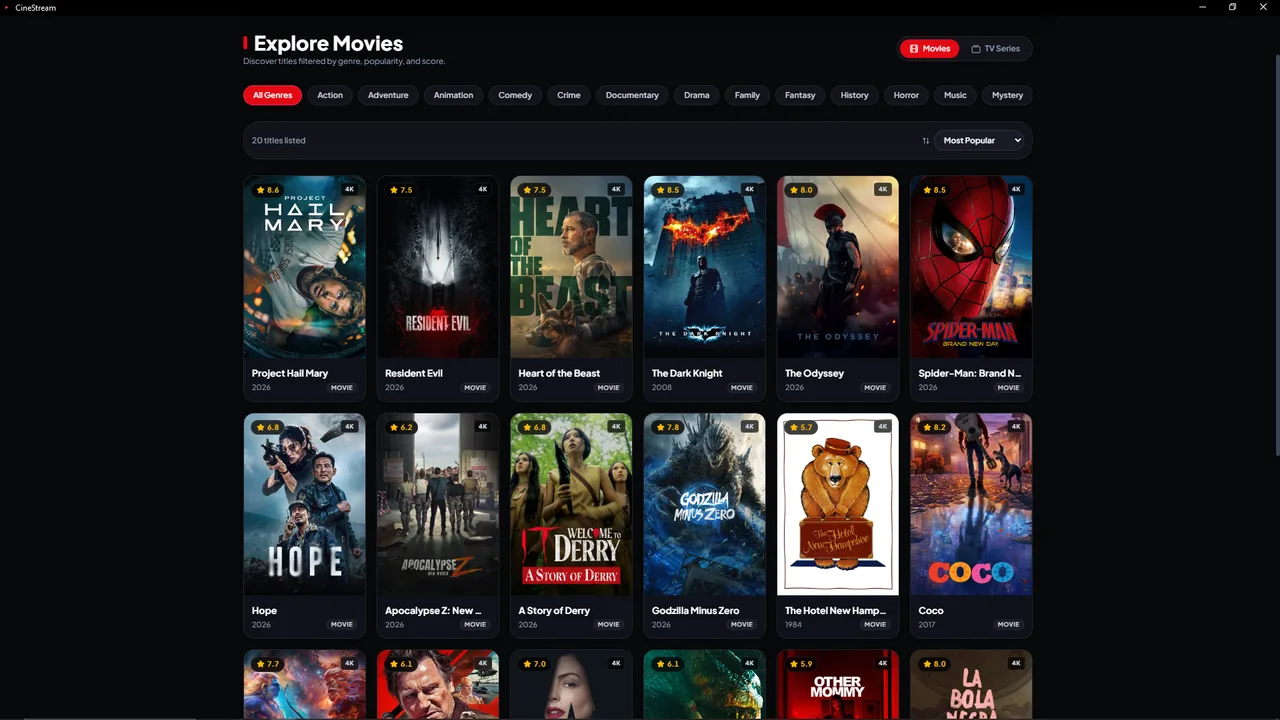 CineStream
Explore Movies
Discover titles filtered by genre, popularity, and score.
Movies
TV Series
All Genres
Action
Adventure
Animation
Comedy
Crime
Documentary
Drama
Family
Fantasy
History
Horror
Music
Mystery
20 titles listed
Most Popular
8.6
4K
PROJECT
HAIL
MARY
Project Hail Mary
2026
MOVIE
7.5
4K
RESIDENT EVIL
Resident Evil
2026
MOVIE
7.5
4K
HEART
OF
THE
BEAST
Heart of the Beast
2026
MOVIE
8.5
4K
THE DARK KNIGHT
The Dark Knight
2008
MOVIE
8.0
4K
THE ODYSSEY
The Odyssey
2026
MOVIE
8.5
4K
SPIDER-MAN
BRAND NEW DAY
Spider-Man: Brand N...
2026
MOVIE
6.8
4K
HOPE
Hope
2026
MOVIE
6.2
4K
APOCALYPSE Z
Apocalypse Z: New ...
2026
MOVIE
6.8
4K
IT
WELCOME TO
DERRY
A STORY OF DERRY
A Story of Derry
2026
MOVIE
7.8
4K
GODZILLA
MINUS ZERO
Godzilla Minus Zero
2026
MOVIE
5.7
4K
The Hotel
New Hampshire
The Hotel New Hamp...
1984
MOVIE
8.2
4K
COCO
Coco
2017
MOVIE
7.7
4K
6.1
4K
7.0
4K
6.1
4K
5.9
4K
OTHER
MOMMY
8.0
4K
LA
BOLA
NEGRA